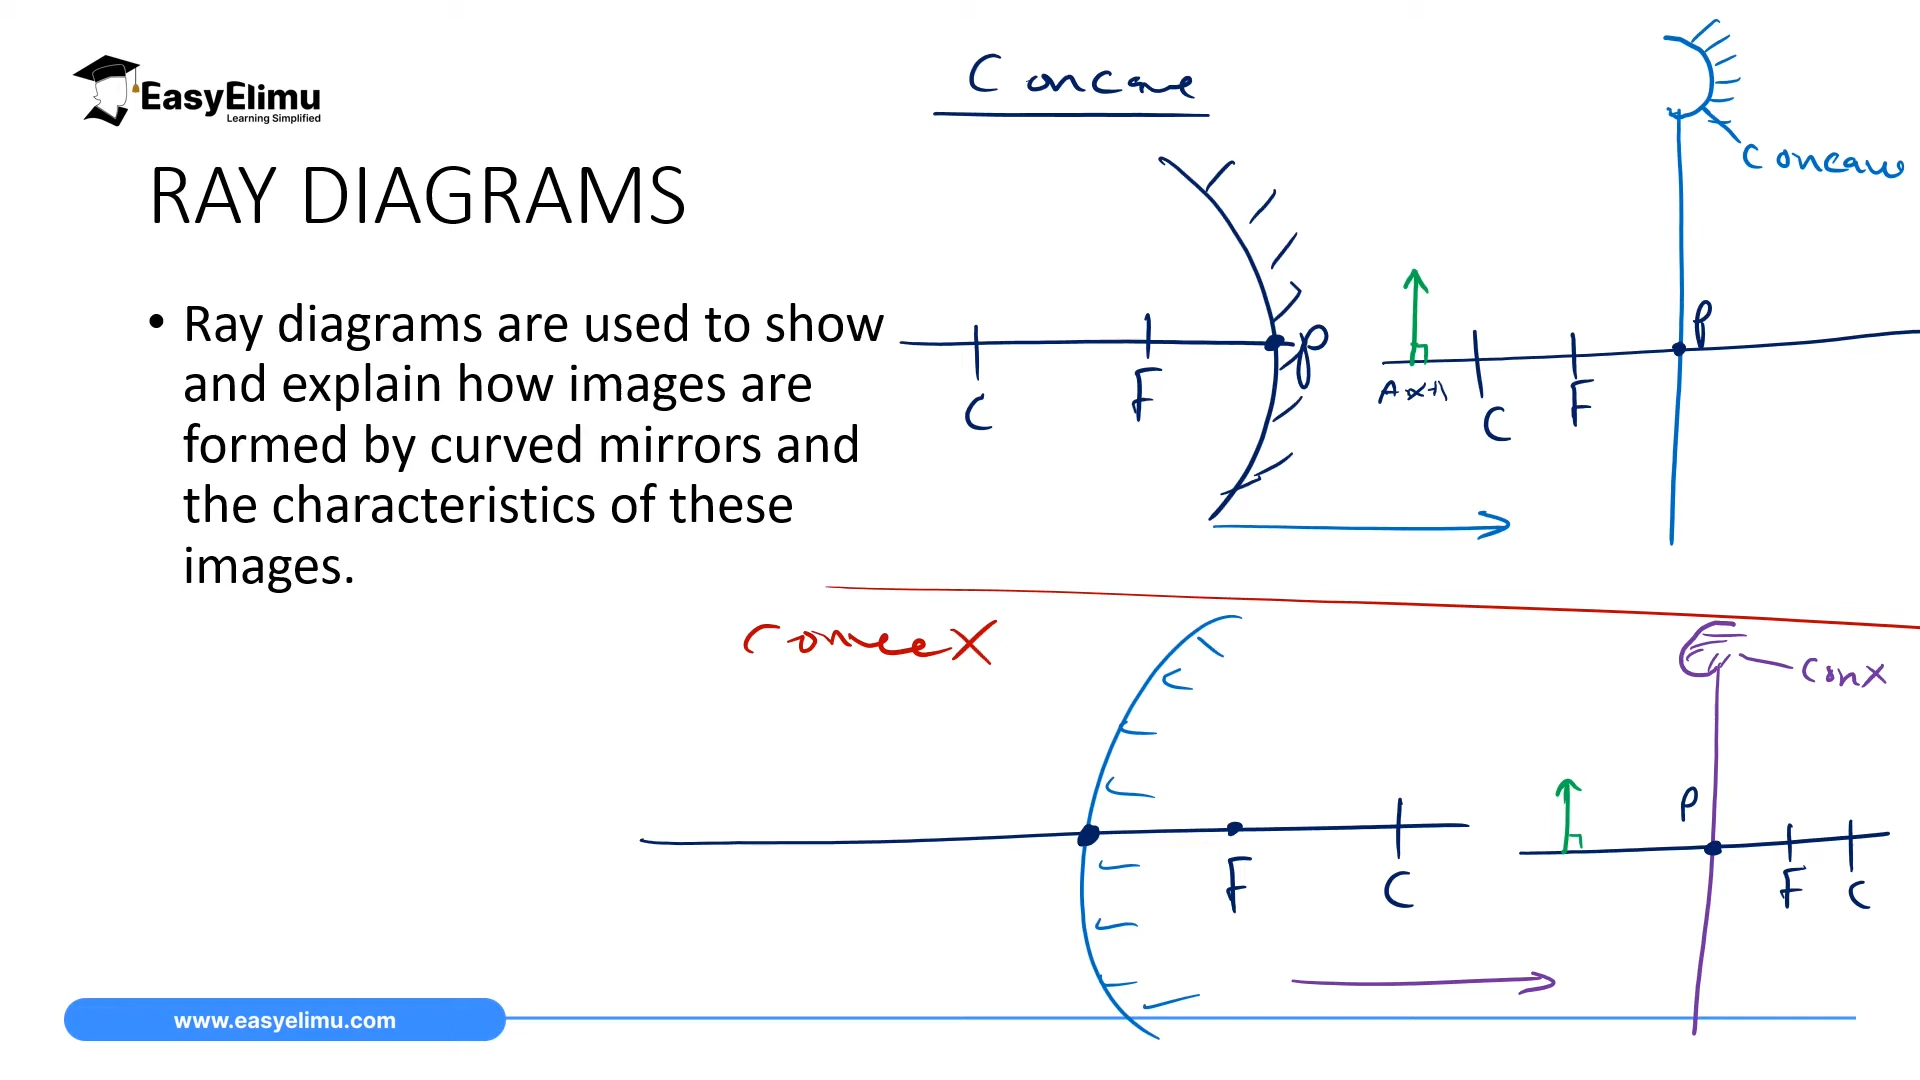 EasyElimu
Learning Simplified
RAY DIAGRAMS
• Ray diagrams are used to show
and explain how images are
formed by curved mirrors and
the characteristics of these
images.
Concave
C F P
Concave
P
C F
Convex
F C
ConX
P
F C
www.easyelimu.com